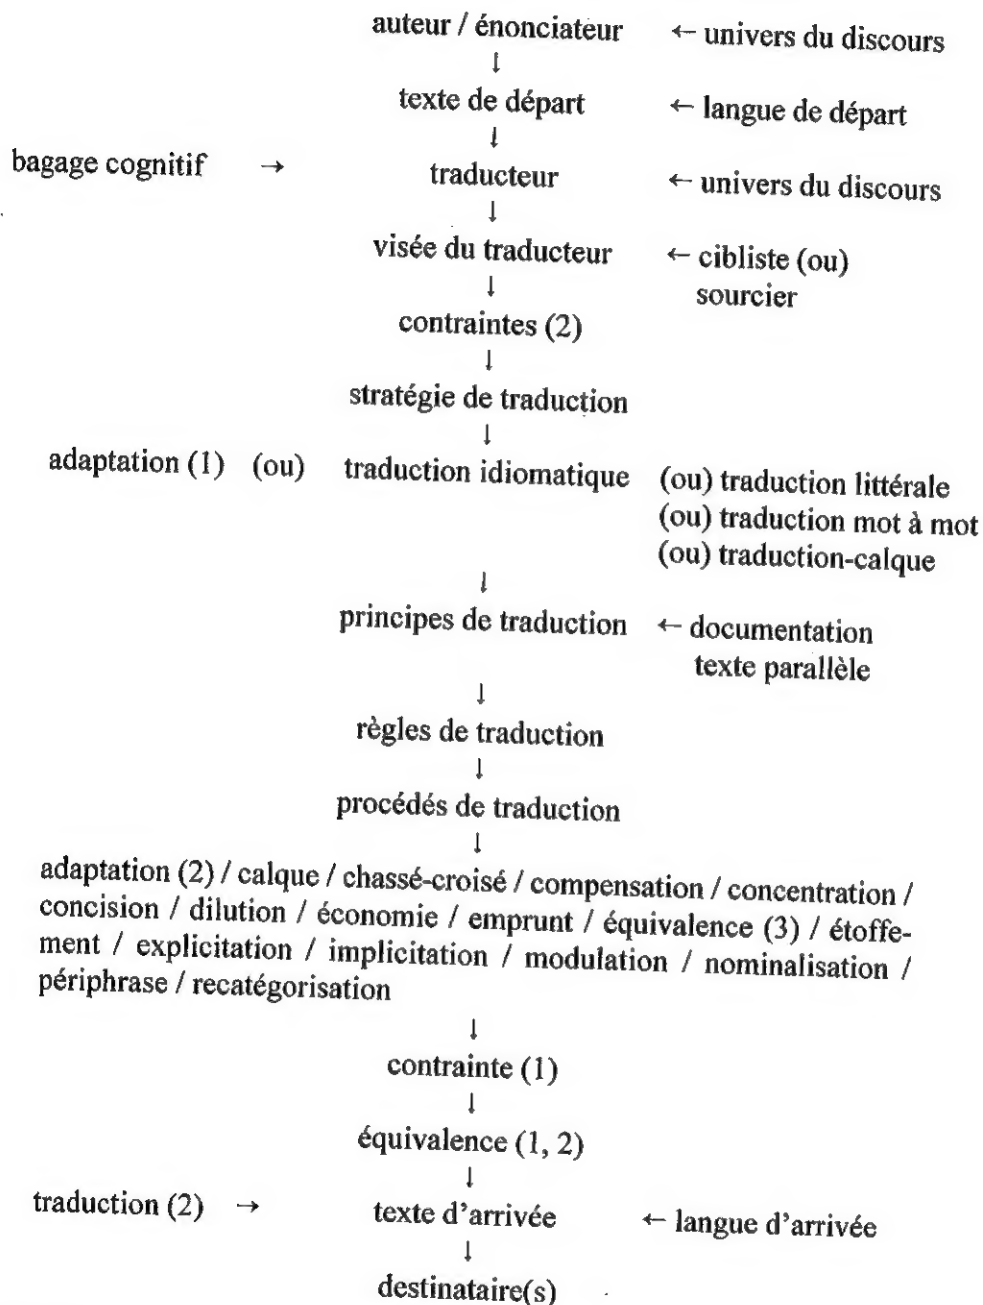 auteur / énonciateur ← univers du discours
↓
texte de départ ← langue de départ
↓
bagage cognitif → traducteur ← univers du discours
↓
visée du traducteur ← cibliste (ou)
sourcier
↓
contraintes (2)
↓
stratégie de traduction
↓
adaptation (1) (ou) traduction idiomatique (ou) traduction littérale
(ou) traduction mot à mot
(ou) traduction-calque
↓
principes de traduction ← documentation
texte parallèle
↓
règles de traduction
↓
procédés de traduction
↓
adaptation (2) / calque / chassé-croisé / compensation / concentration /
concision / dilution / économie / emprunt / équivalence (3) / étoffe-
ment / explicitation / implicitation / modulation / nominalisation /
périphrase / recatégorisation
↓
contrainte (1)
↓
équivalence (1, 2)
↓
traduction (2) → texte d'arrivée ← langue d'arrivée
↓
destinataire(s)